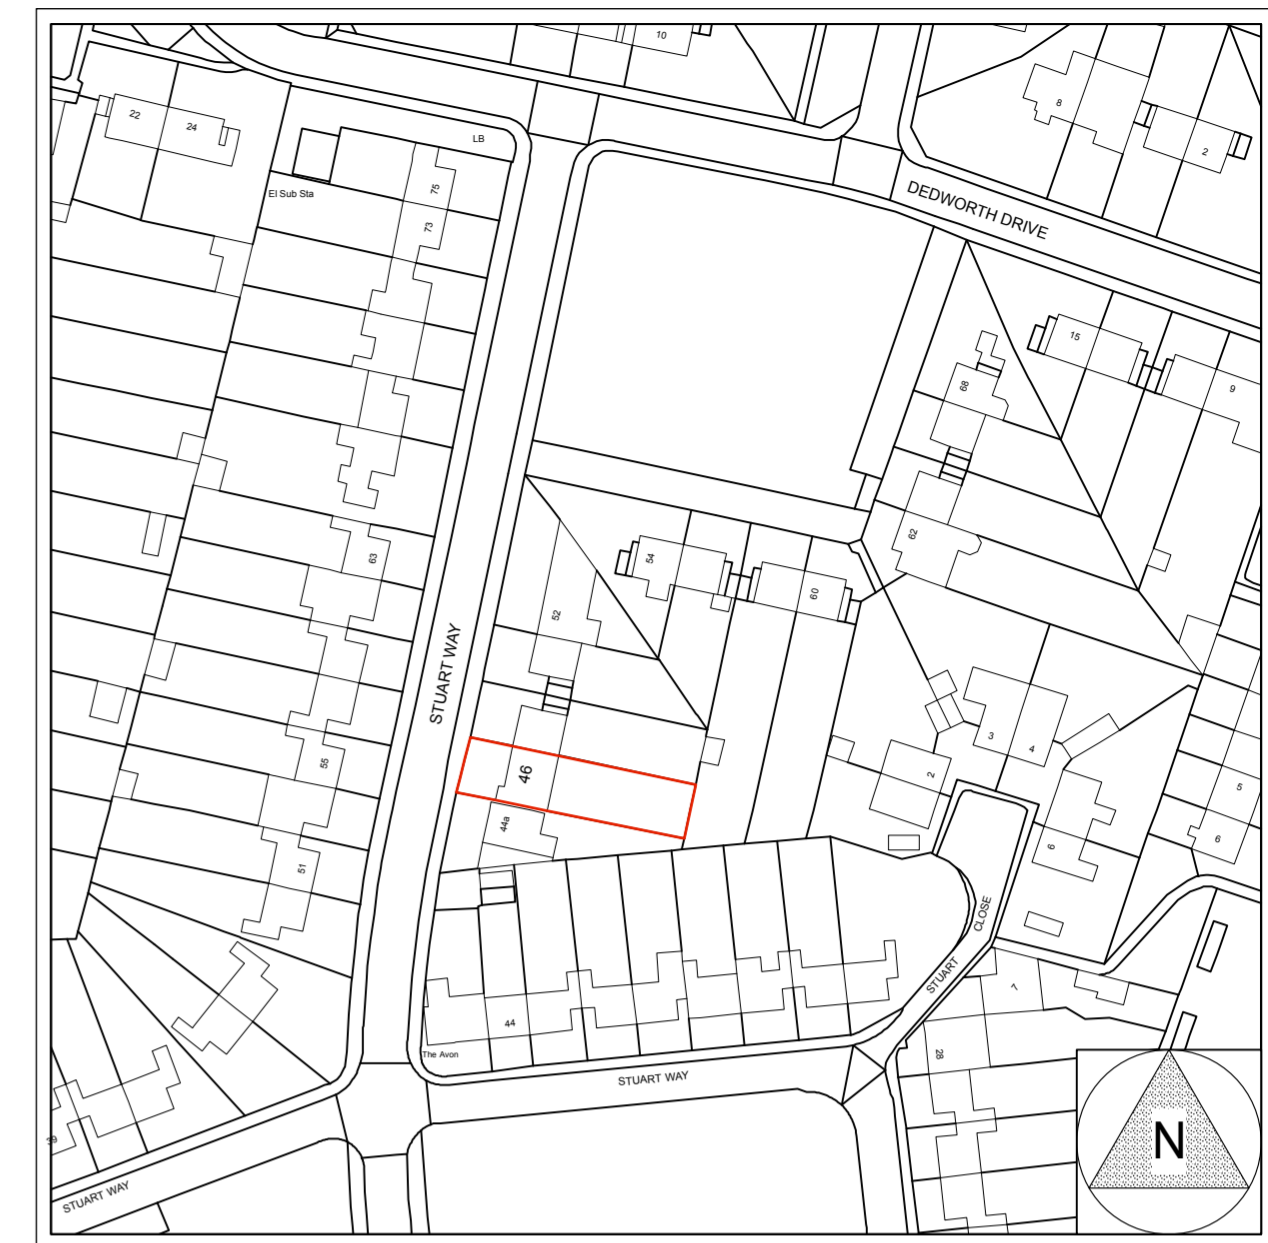 10
22
24
8
2
LB
El Sub Sta
75
73
DEDWORTH DRIVE
15
9
68
63
54
62
60
52
STUART WAY
3
4
2
46
55
5
6
44a
6
51
CLOSE
STUART
7
44
28
The Avon
STUART WAY
39
STUART WAY
N